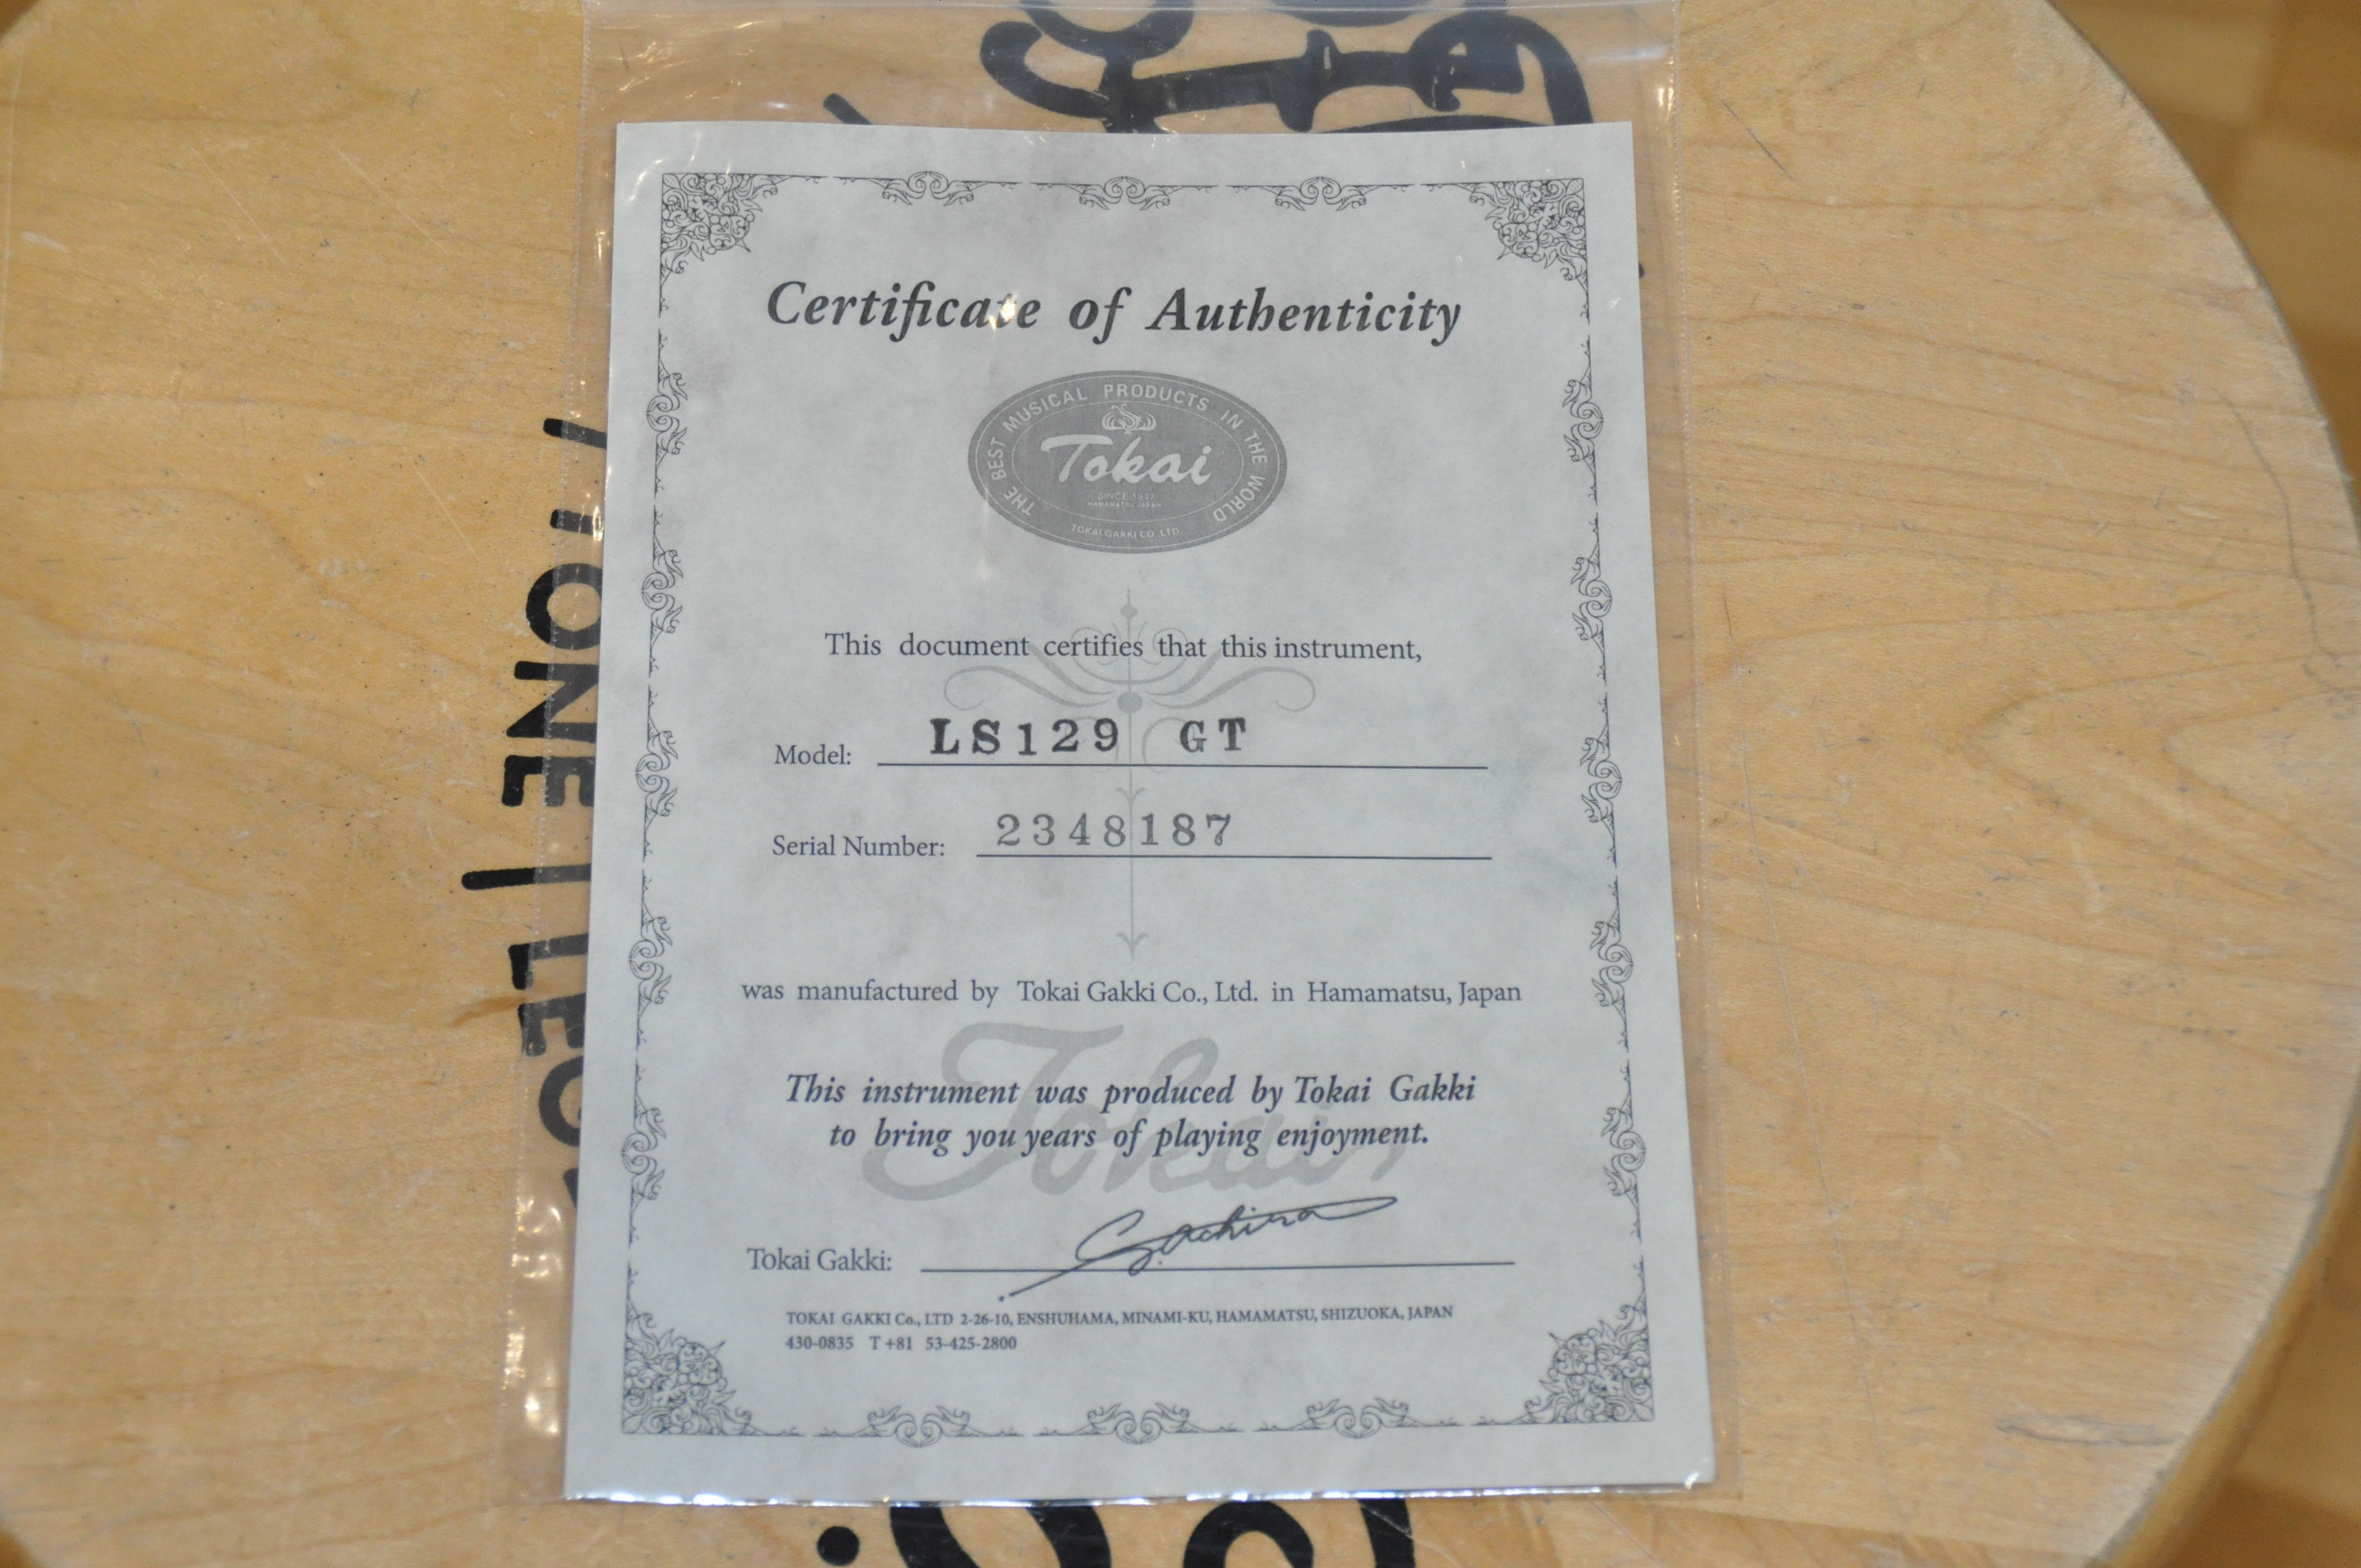 Certificate of Authenticity
THE BEST MUSICAL PRODUCTS IN THE WORLD
Tokai
SINCE 1947
HAMAMATSU JAPAN
TOKAI GAKKI CO. LTD.
This document certifies that this instrument,
Model: LS129 GT
Serial Number: 2348187
was manufactured by Tokai Gakki Co., Ltd. in Hamamatsu, Japan
Tokai
This instrument was produced by Tokai Gakki
to bring you years of playing enjoyment.
Tokai Gakki:
TOKAI GAKKI Co., LTD 2-26-10, ENSHUHAMA, MINAMI-KU, HAMAMATSU, SHIZUOKA, JAPAN
430-0835 T +81 53-425-2800
TONE | LEG